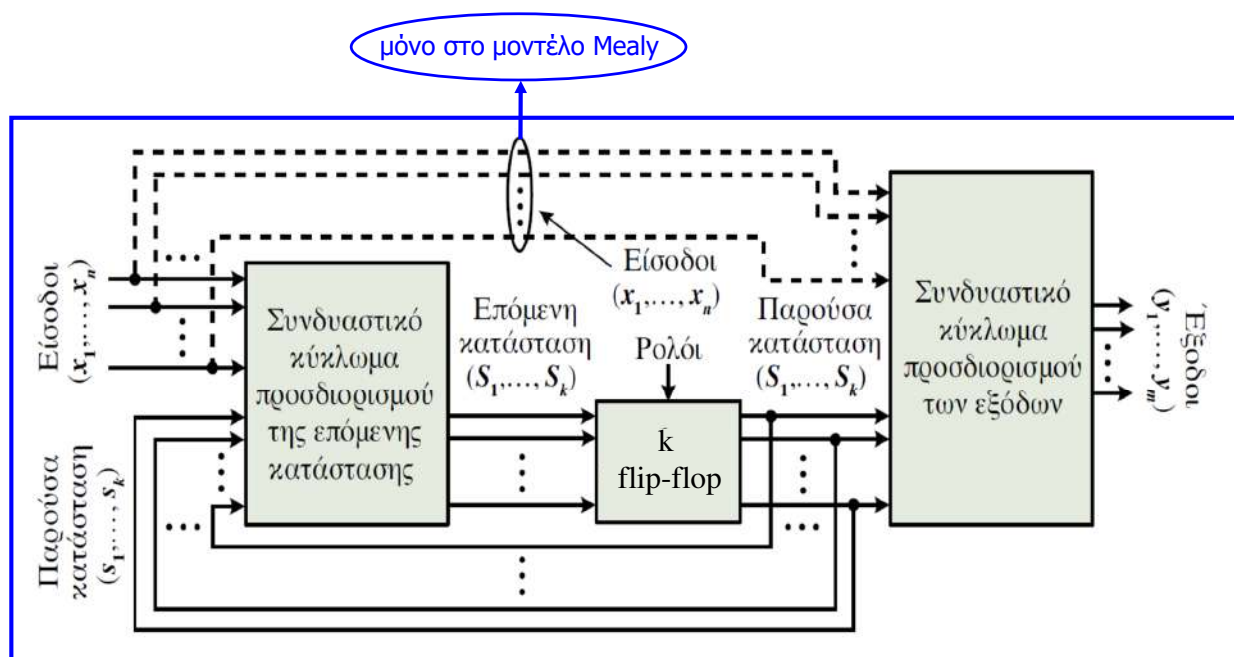 μόνο στο μοντέλο Mealy
Είσοδοι
(x₁,..., xₙ)
Συνδυαστικό
κύκλωμα
προσδιορισμού
της επόμενης
κατάστασης
Παρούσα
κατάσταση
(s₁,..., sₖ)
Είσοδοι
(x₁,..., xₙ)
Επόμενη
κατάσταση
(S₁,..., Sₖ)
Ρολόι
k
flip-flop
Παρούσα
κατάσταση
(S₁,..., Sₖ)
Συνδυαστικό
κύκλωμα
προσδιορισμού
των εξόδων
Έξοδοι
(y₁,..., yₘ)